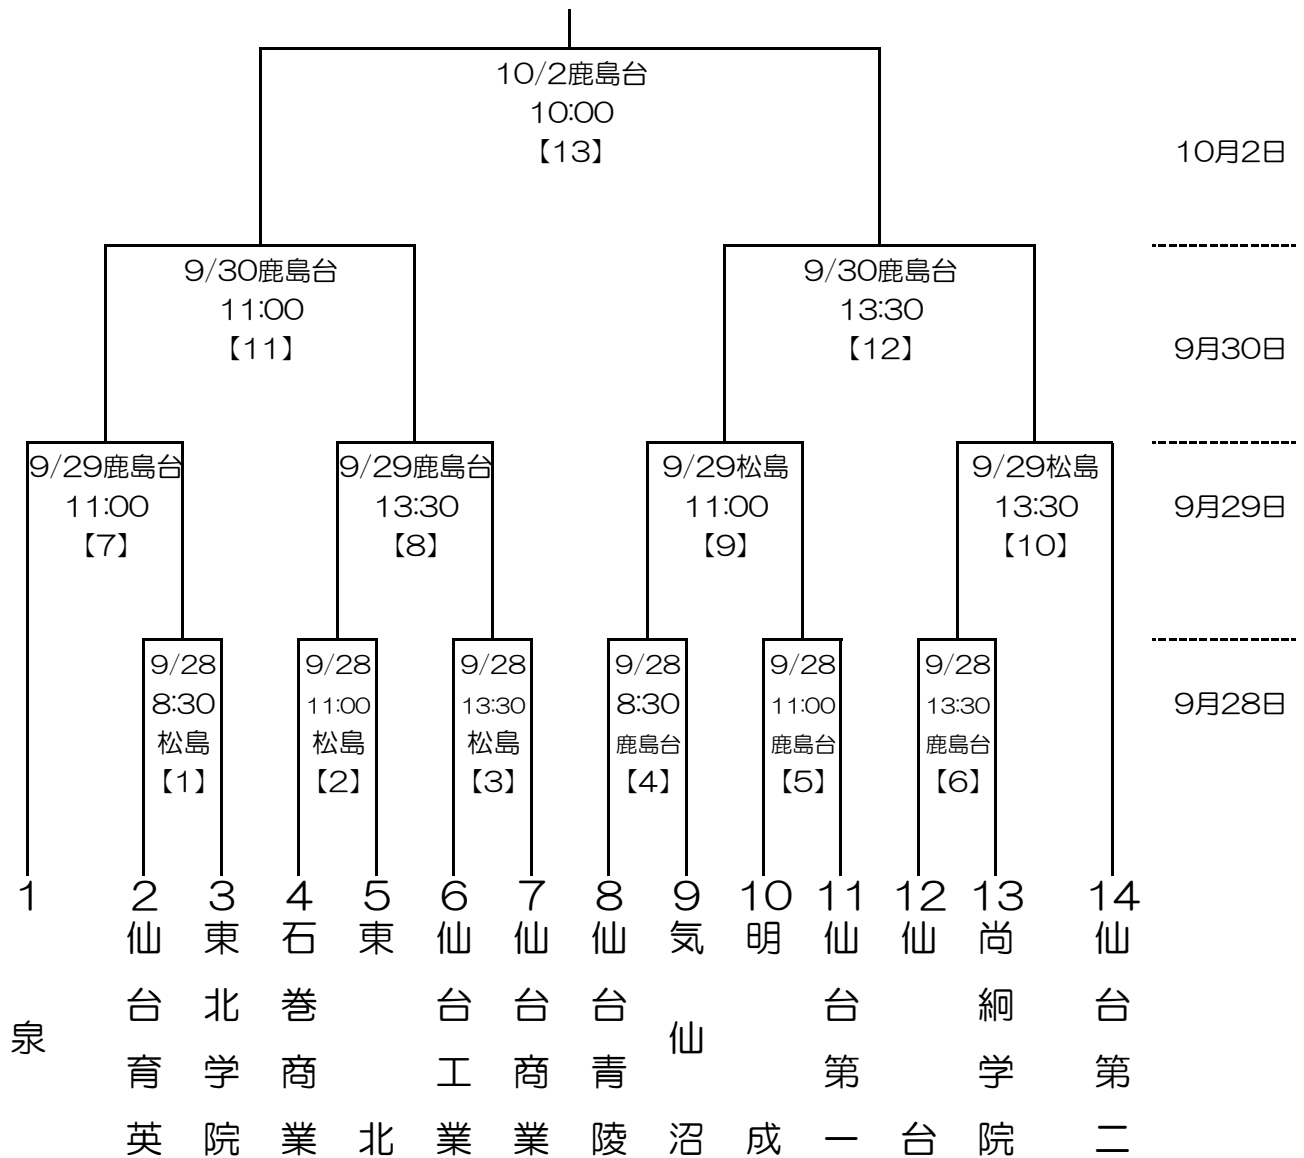 10/2鹿島台
10:00
【13】
10月2日
9/30鹿島台
11:00
【11】
9/30鹿島台
13:30
【12】
9月30日
9/29鹿島台
11:00
【7】
9/29鹿島台
13:30
【8】
9/29松島
11:00
【9】
9/29松島
13:30
【10】
9月29日
9/28
8:30
松島
【1】
9/28
11:00
松島
【2】
9/28
13:30
松島
【3】
9/28
8:30
鹿島台
【4】
9/28
11:00
鹿島台
【5】
9/28
13:30
鹿島台
【6】
9月28日
1
泉
2
仙台育英
3
東北学院
4
石巻商業
5
東北
6
仙台工業
7
仙台商業
8
仙台青陵
9
気仙沼
10
明成
11
仙台第一
12
仙台
13
尚絅学院
14
仙台第二